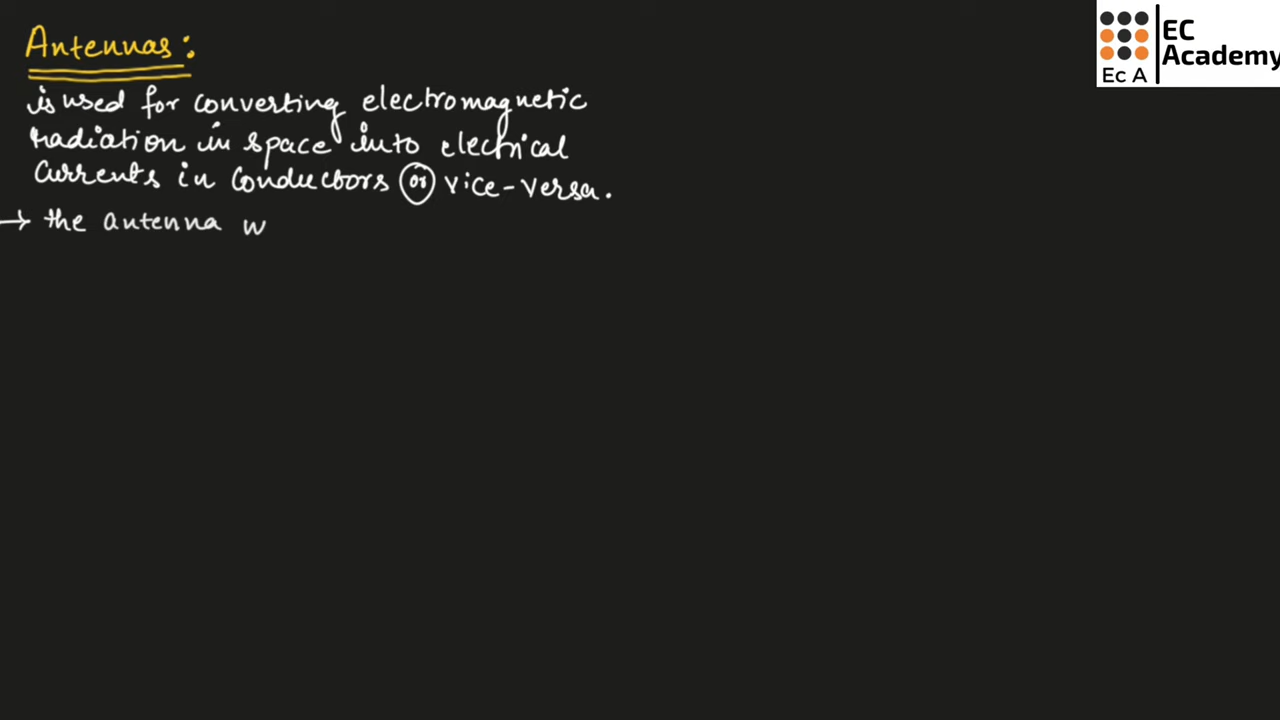 Antennas:
is used for converting electromagnetic
radiation in space into electrical
currents in conductors or vice-versa.
→ the antenna w
EC
Academy
Ec A